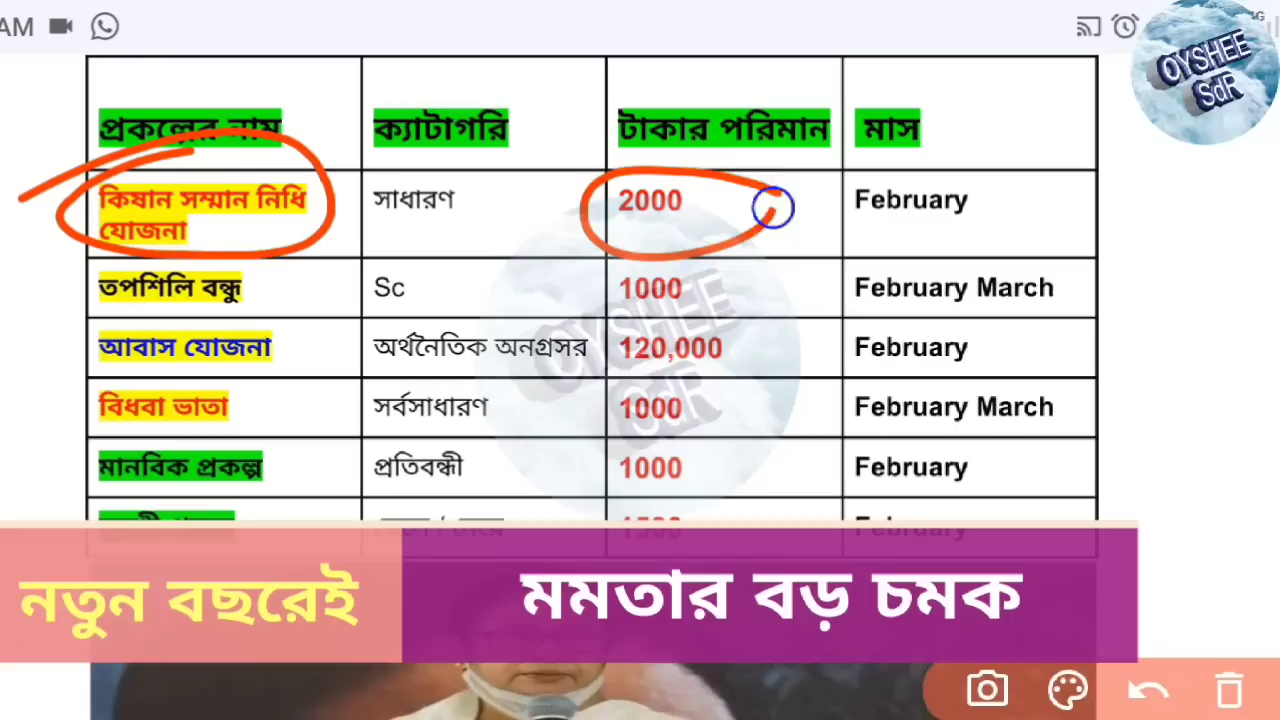 AM
OYSHEE
SdR
প্রকল্পের নাম ক্যাটাগরি টাকার পরিমান মাস
কিষান সম্মান নিধি যোজনা সাধারণ 2000 February
তপশিলি বন্ধু Sc 1000 February March
আবাস যোজনা অর্থনৈতিক অনগ্রসর 120,000 February
বিধবা ভাতা সর্বসাধারণ 1000 February March
মানবিক প্রকল্প প্রতিবন্ধী 1000 February
OYSHEE
SdR
নতুন বছরেই
মমতার বড় চমক